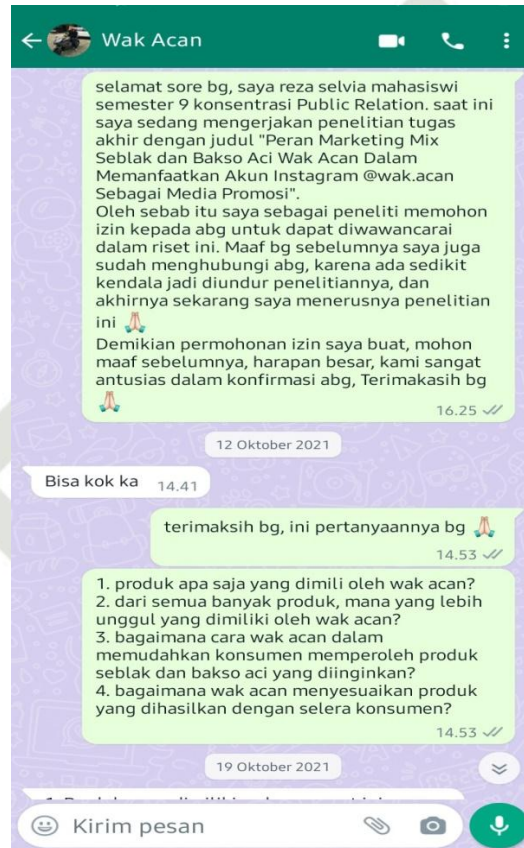 Wak Acan
selamat sore bg, saya reza selvia mahasiswi
semester 9 konsentrasi Public Relation. saat ini
saya sedang mengerjakan penelitian tugas
akhir dengan judul "Peran Marketing Mix
Seblak dan Bakso Aci Wak Acan Dalam
Memanfaatkan Akun Instagram @wak.acan
Sebagai Media Promosi".
Oleh sebab itu saya sebagai peneliti memohon
izin kepada abg untuk dapat diwawancarai
dalam riset ini. Maaf bg sebelumnya saya juga
sudah menghubungi abg, karena ada sedikit
kendala jadi diundur penelitiannya, dan
akhirnya sekarang saya menerusnya penelitian
ini 🙏
Demikian permohonan izin saya buat, mohon
maaf sebelumnya, harapan besar, kami sangat
antusias dalam konfirmasi abg, Terimakasih bg
🙏
16.25
12 Oktober 2021
Bisa kok ka 14.41
terimaksih bg, ini pertanyaannya bg 🙏
14.53
1. produk apa saja yang dimili oleh wak acan?
2. dari semua banyak produk, mana yang lebih
unggul yang dimiliki oleh wak acan?
3. bagaimana cara wak acan dalam
memudahkan konsumen memperoleh produk
seblak dan bakso aci yang diinginkan?
4. bagaimana wak acan menyesuaikan produk
yang dihasilkan dengan selera konsumen?
14.53
19 Oktober 2021
Kirim pesan